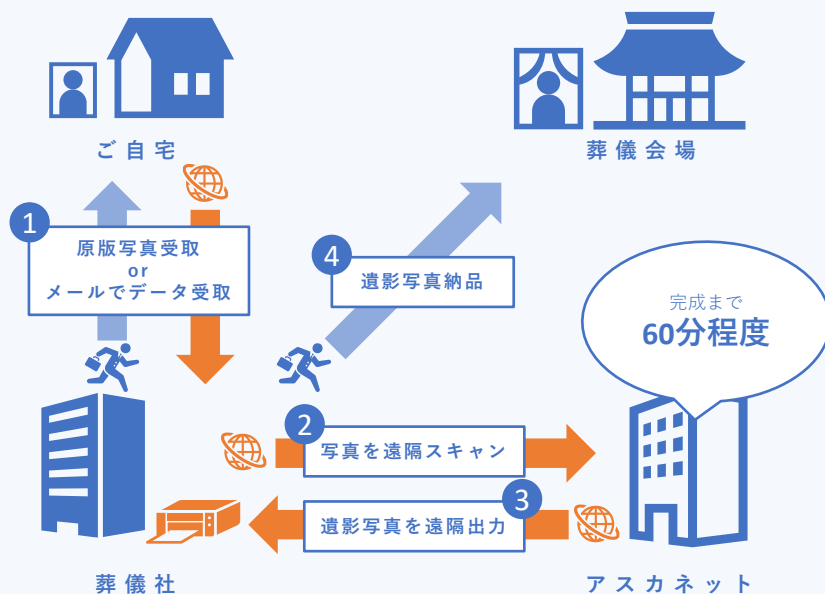 ご自宅
葬儀会場
1
原版写真受取
or
メールでデータ受取
4
遺影写真納品
完成まで
60分程度
2
写真を遠隔スキャン
3
遺影写真を遠隔出力
葬儀社
アスカネット